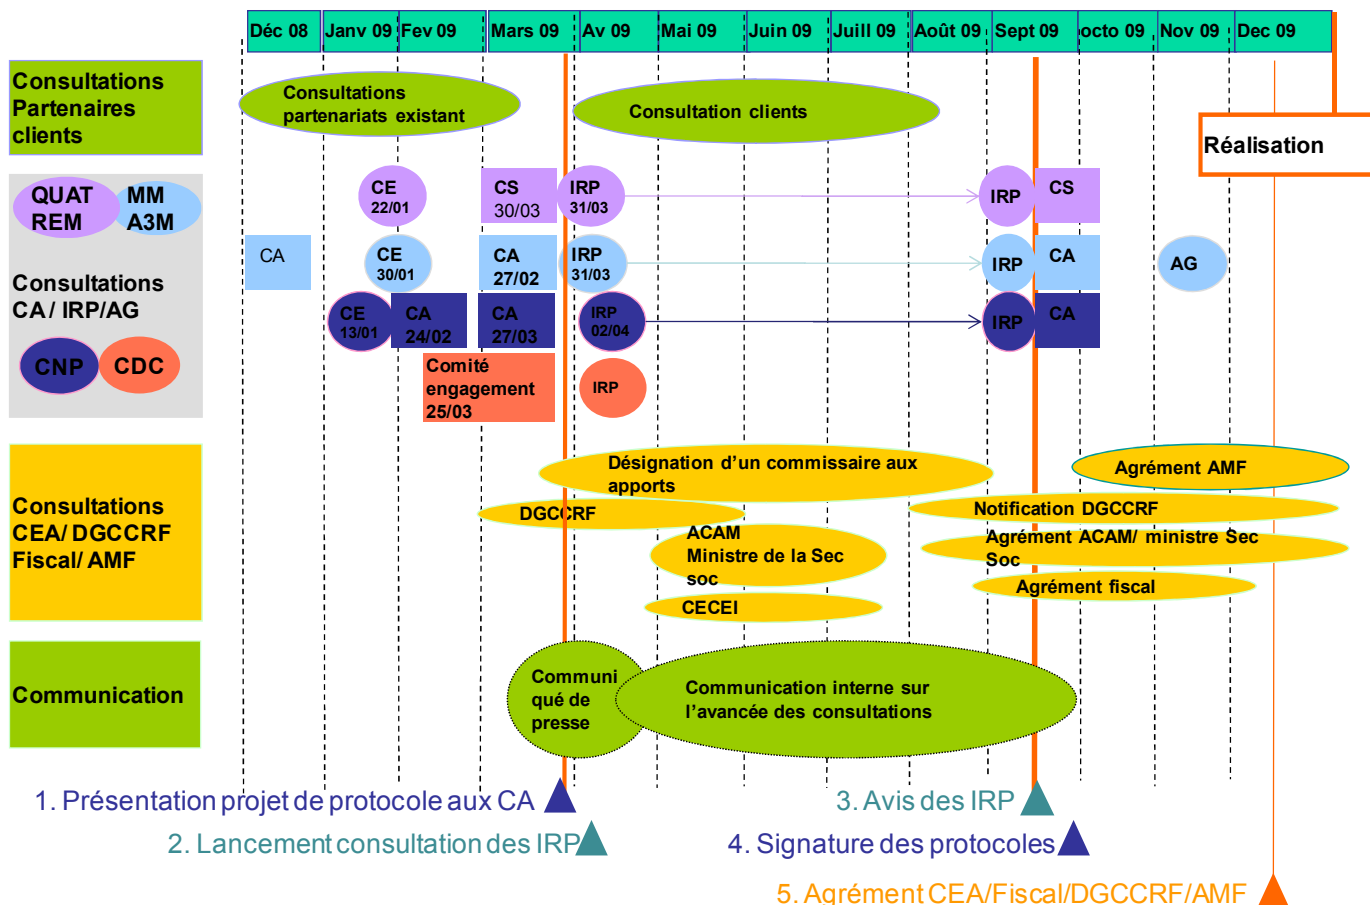 Déc 08
Janv 09
Fev 09
Mars 09
Av 09
Mai 09
Juin 09
Juill 09
Août 09
Sept 09
octo 09
Nov 09
Dec 09
Consultations
Partenaires
clients
Consultations
partenariats existant
Consultation clients
Réalisation
QUAT
REM
MM
A3M
Consultations
CA / IRP/AG
CNP
CDC
CE
22/01
CS
30/03
IRP
31/03
IRP
CS
CA
CE
30/01
CA
27/02
IRP
31/03
IRP
CA
AG
CE
13/01
CA
24/02
CA
27/03
IRP
02/04
IRP
CA
Comité
engagement
25/03
IRP
Consultations
CEA/ DGCCRF
Fiscal/ AMF
Désignation d’un commissaire aux
apports
Agrément AMF
DGCCRF
Notification DGCCRF
ACAM
Ministre de la Sec
soc
Agrément ACAM/ ministre Sec
Soc
CECEI
Agrément fiscal
Communication
Communi
qué de
presse
Communication interne sur
l’avancée des consultations
1. Présentation projet de protocole aux CA
3. Avis des IRP
2. Lancement consultation des IRP
4. Signature des protocoles
5. Agrément CEA/Fiscal/DGCCRF/AMF